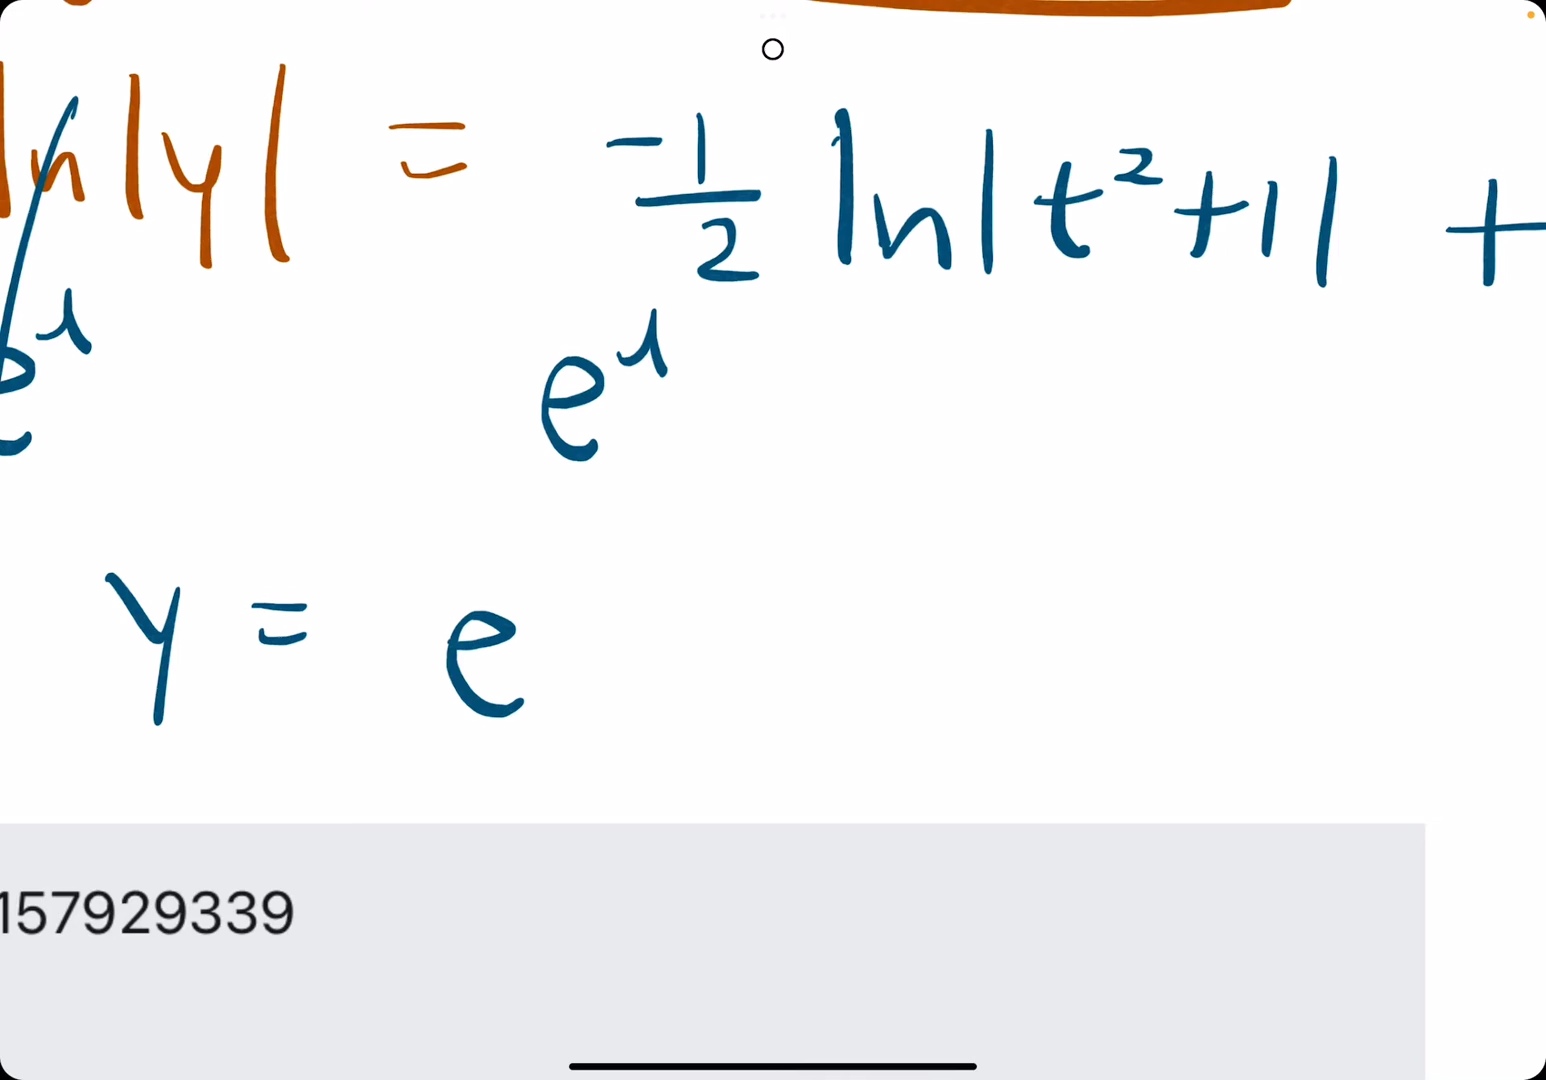 ln|y| = -1/2 ln|t²+1| +
e^ e^
y = e
157929339